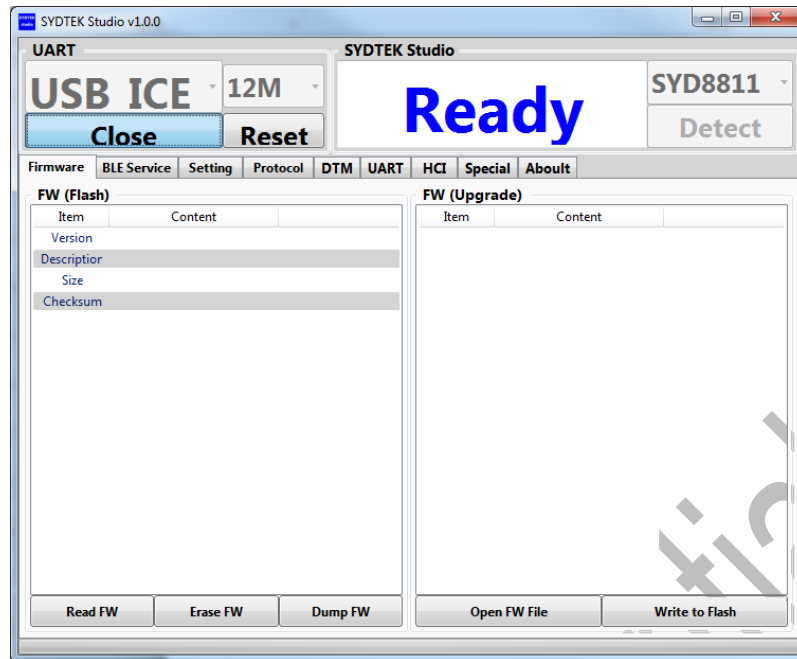 SYDTEK Studio v1.0.0
UART
SYDTEK Studio
USB ICE
12M
Ready
SYD8811
Close
Reset
Detect
Firmware BLE Service Setting Protocol DTM UART HCI Special Aboult
FW (Flash)
FW (Upgrade)
Item Content
Item Content
Version
Description
Size
Checksum
Read FW Erase FW Dump FW
Open FW File Write to Flash